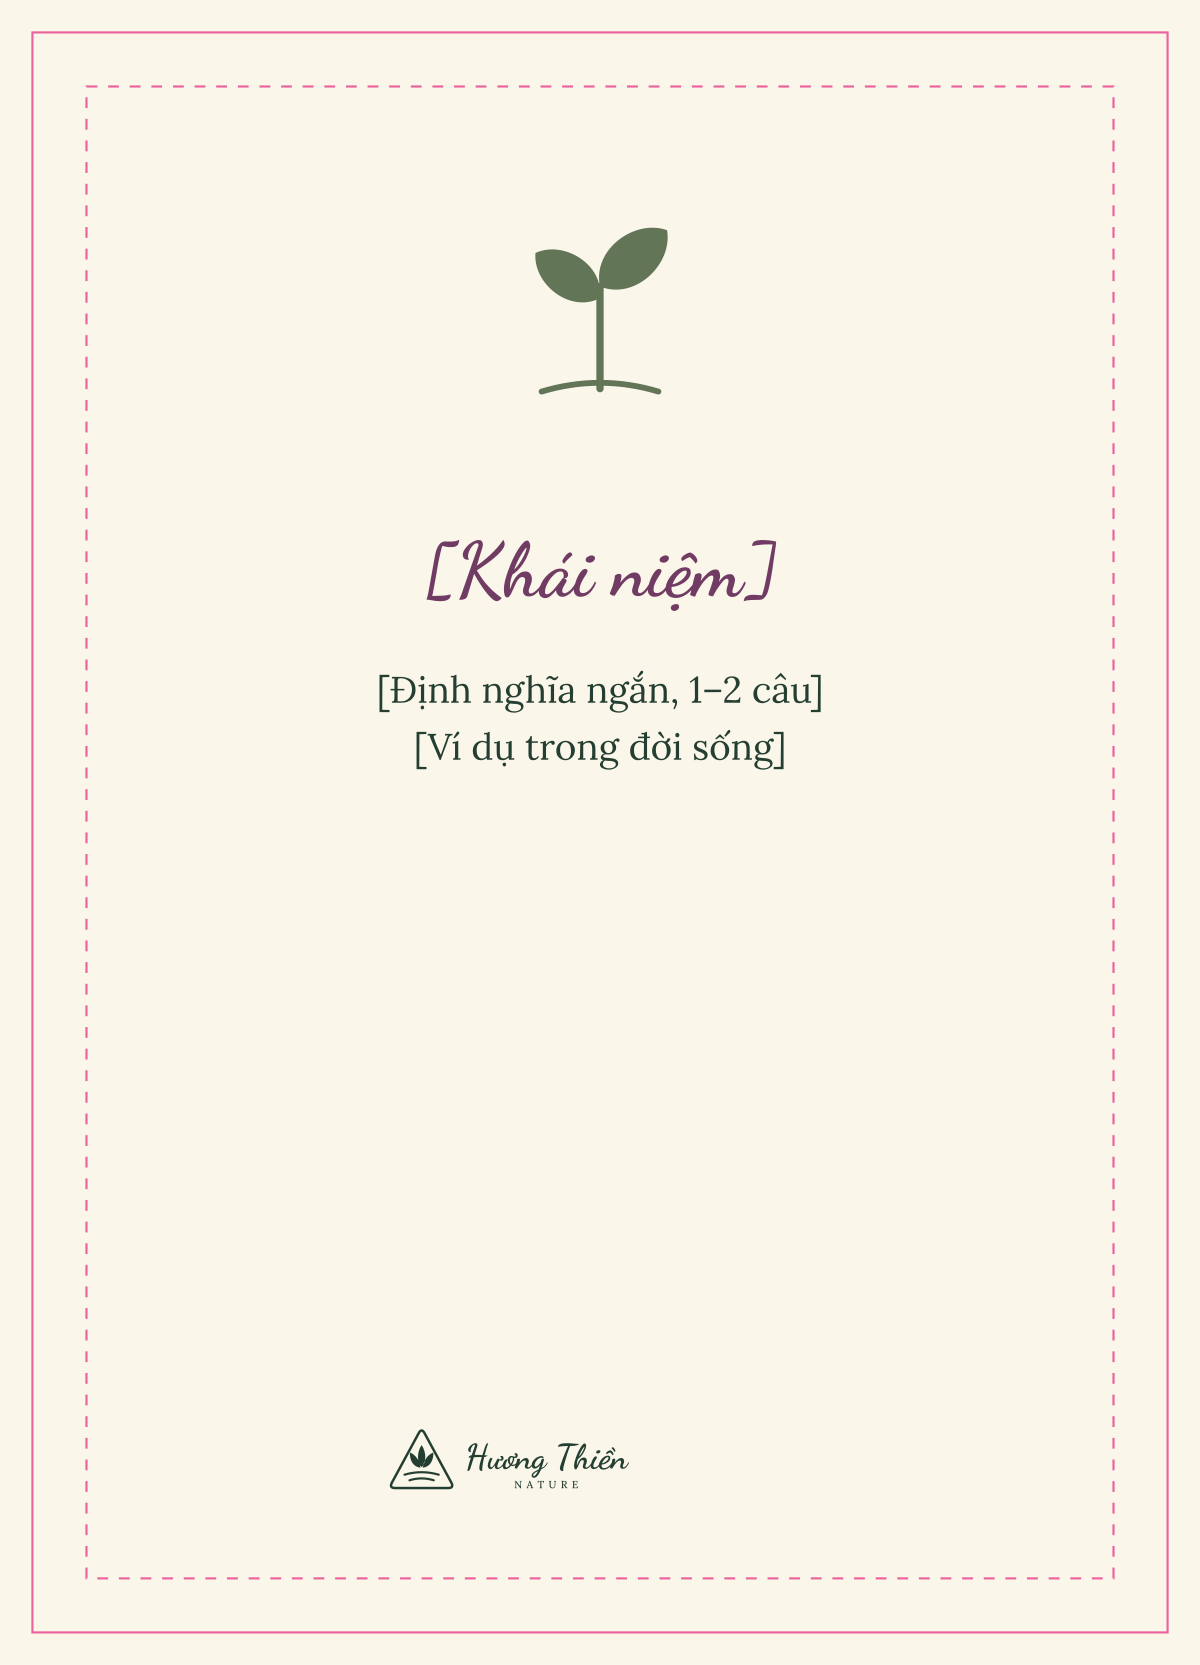 [Khái niệm]
[Định nghĩa ngắn, 1–2 câu]
[Ví dụ trong đời sống]
Hương Thiền
NATURE